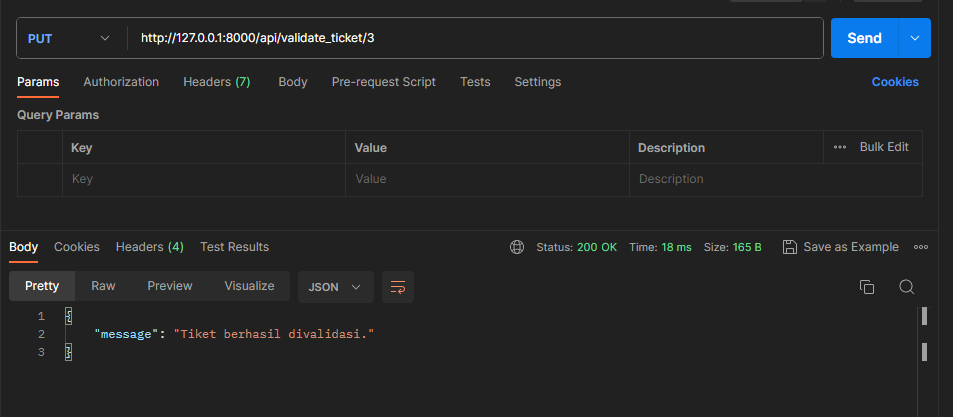 PUT http://127.0.0.1:8000/api/validate_ticket/3 Send
Params Authorization Headers (7) Body Pre-request Script Tests Settings Cookies
Query Params
Key Value Description Bulk Edit
Key Value Description
Body Cookies Headers (4) Test Results Status: 200 OK Time: 18 ms Size: 165 B Save as Example
Pretty Raw Preview Visualize JSON
1 {
2 "message": "Tiket berhasil divalidasi."
3 }